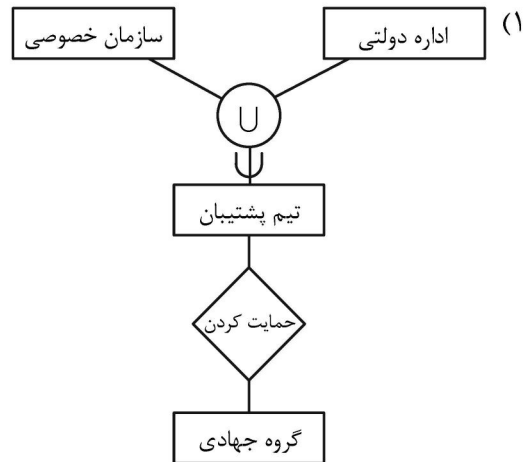 ۱)
اداره دولتی
سازمان خصوصی
U
تیم پشتیبان
حمایت کردن
گروه جهادی